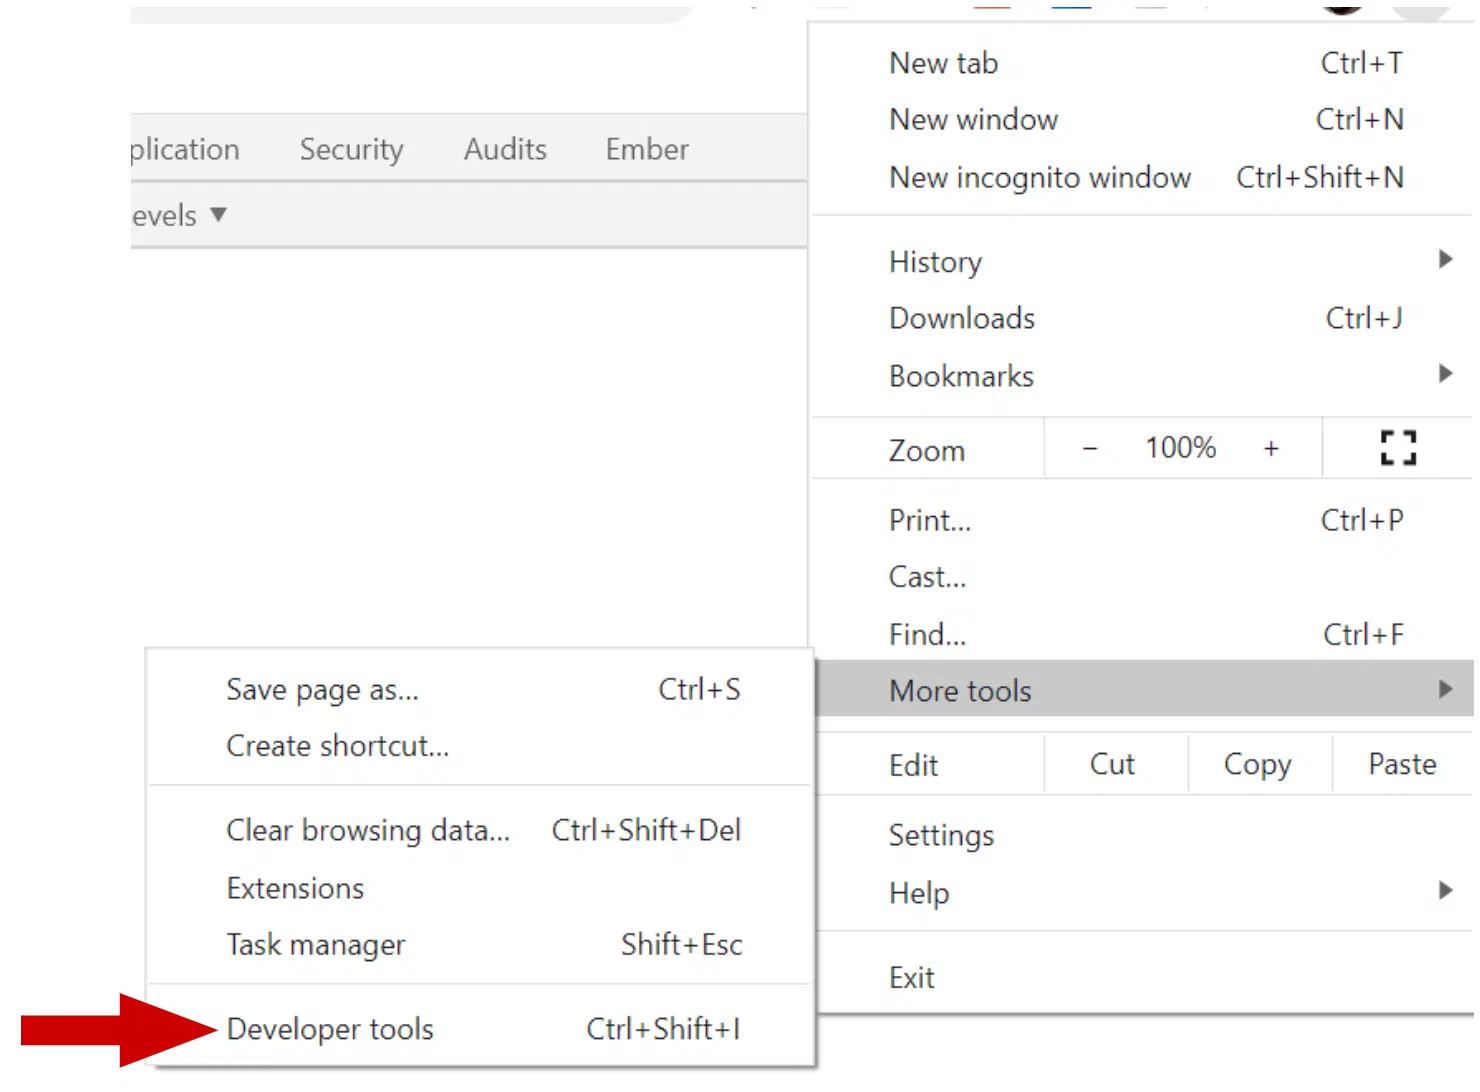 New tab Ctrl+T
New window Ctrl+N
New incognito window Ctrl+Shift+N
plication Security Audits Ember
evels
History
Downloads Ctrl+J
Bookmarks
Zoom - 100% +
Print... Ctrl+P
Cast...
Find... Ctrl+F
More tools
Edit Cut Copy Paste
Settings
Help
Exit
Save page as... Ctrl+S
Create shortcut...
Clear browsing data... Ctrl+Shift+Del
Extensions
Task manager Shift+Esc
Developer tools Ctrl+Shift+I